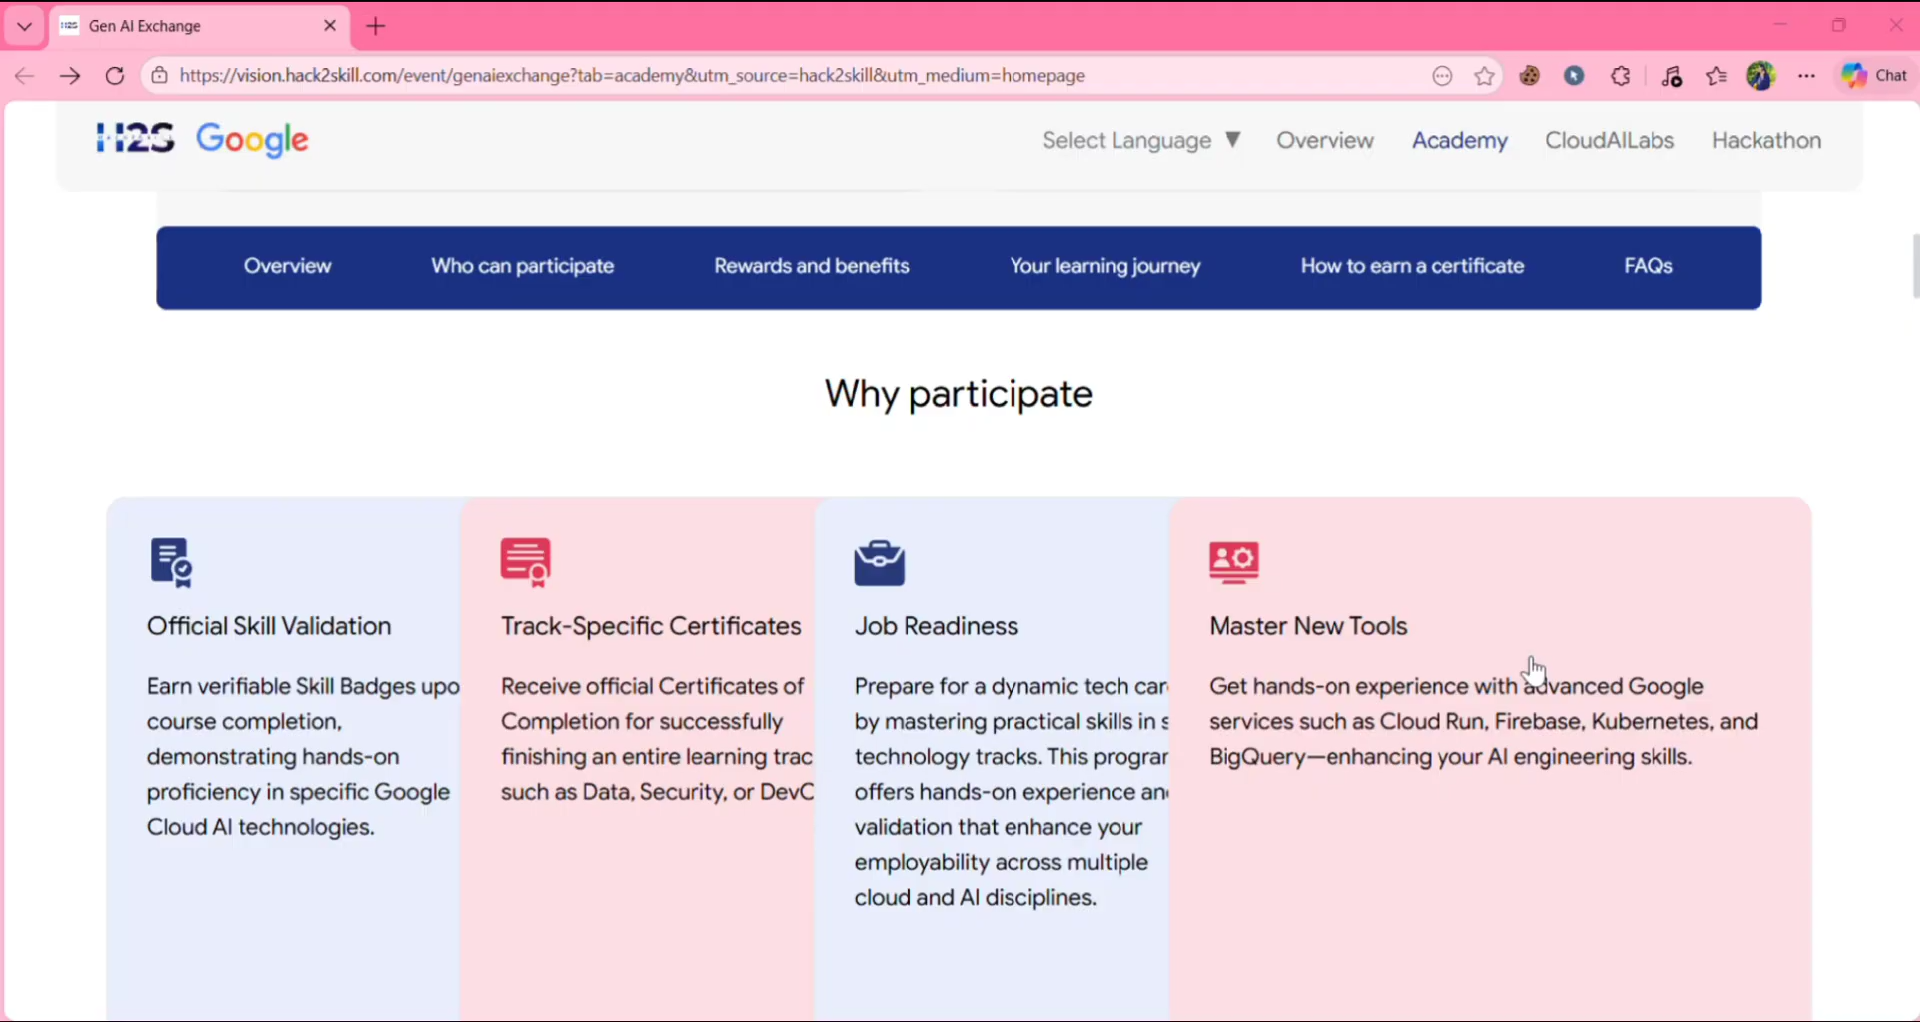 H2S
Gen AI Exchange
https://vision.hack2skill.com/event/genaiexchange?tab=academy&utm_source=hack2skill&utm_medium=homepage
Chat
H2S
Google
Select Language ▼
Overview
Academy
CloudAILabs
Hackathon
Overview
Who can participate
Rewards and benefits
Your learning journey
How to earn a certificate
FAQs
Why participate
Official Skill Validation
Earn verifiable Skill Badges upo
course completion,
demonstrating hands-on
proficiency in specific Google
Cloud AI technologies.
Track-Specific Certificates
Receive official Certificates of
Completion for successfully
finishing an entire learning trac
such as Data, Security, or DevO
Job Readiness
Prepare for a dynamic tech car
by mastering practical skills in s
technology tracks. This program
offers hands-on experience an
validation that enhance your
employability across multiple
cloud and AI disciplines.
Master New Tools
Get hands-on experience with advanced Google
services such as Cloud Run, Firebase, Kubernetes, and
BigQuery—enhancing your AI engineering skills.